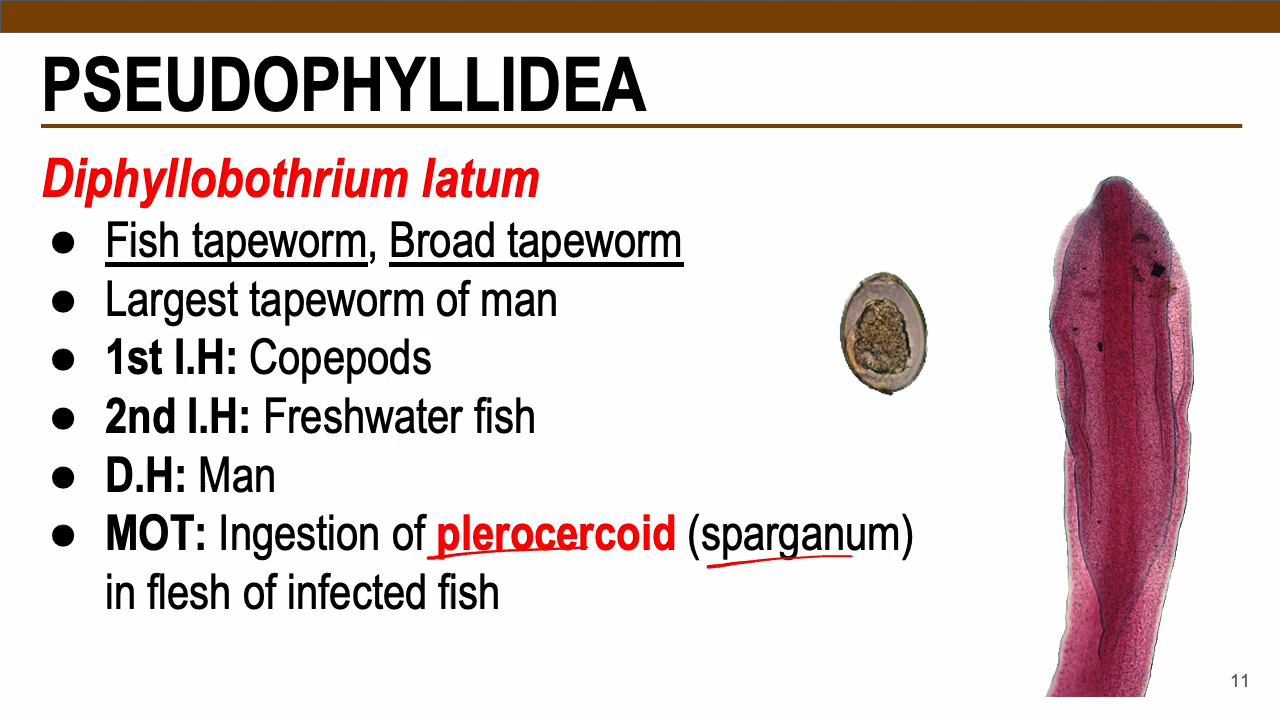 PSEUDOPHYLLIDEA
Diphyllobothrium latum
● Fish tapeworm, Broad tapeworm
● Largest tapeworm of man
● 1st I.H: Copepods
● 2nd I.H: Freshwater fish
● D.H: Man
● MOT: Ingestion of plerocercoid (sparganum)
in flesh of infected fish
11